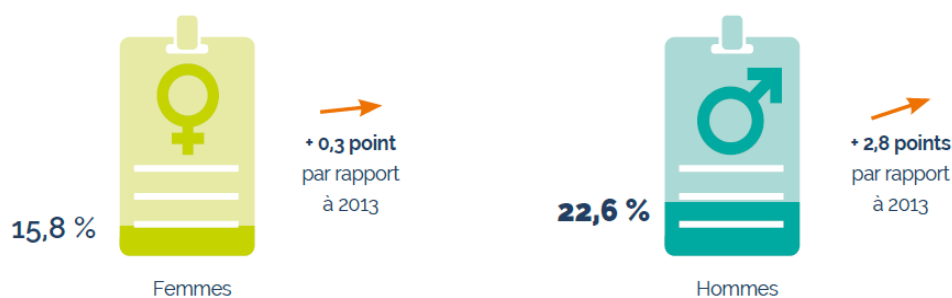 + 0,3 point
par rapport
à 2013
15,8 %
Femmes
+ 2,8 points
par rapport
à 2013
22,6 %
Hommes